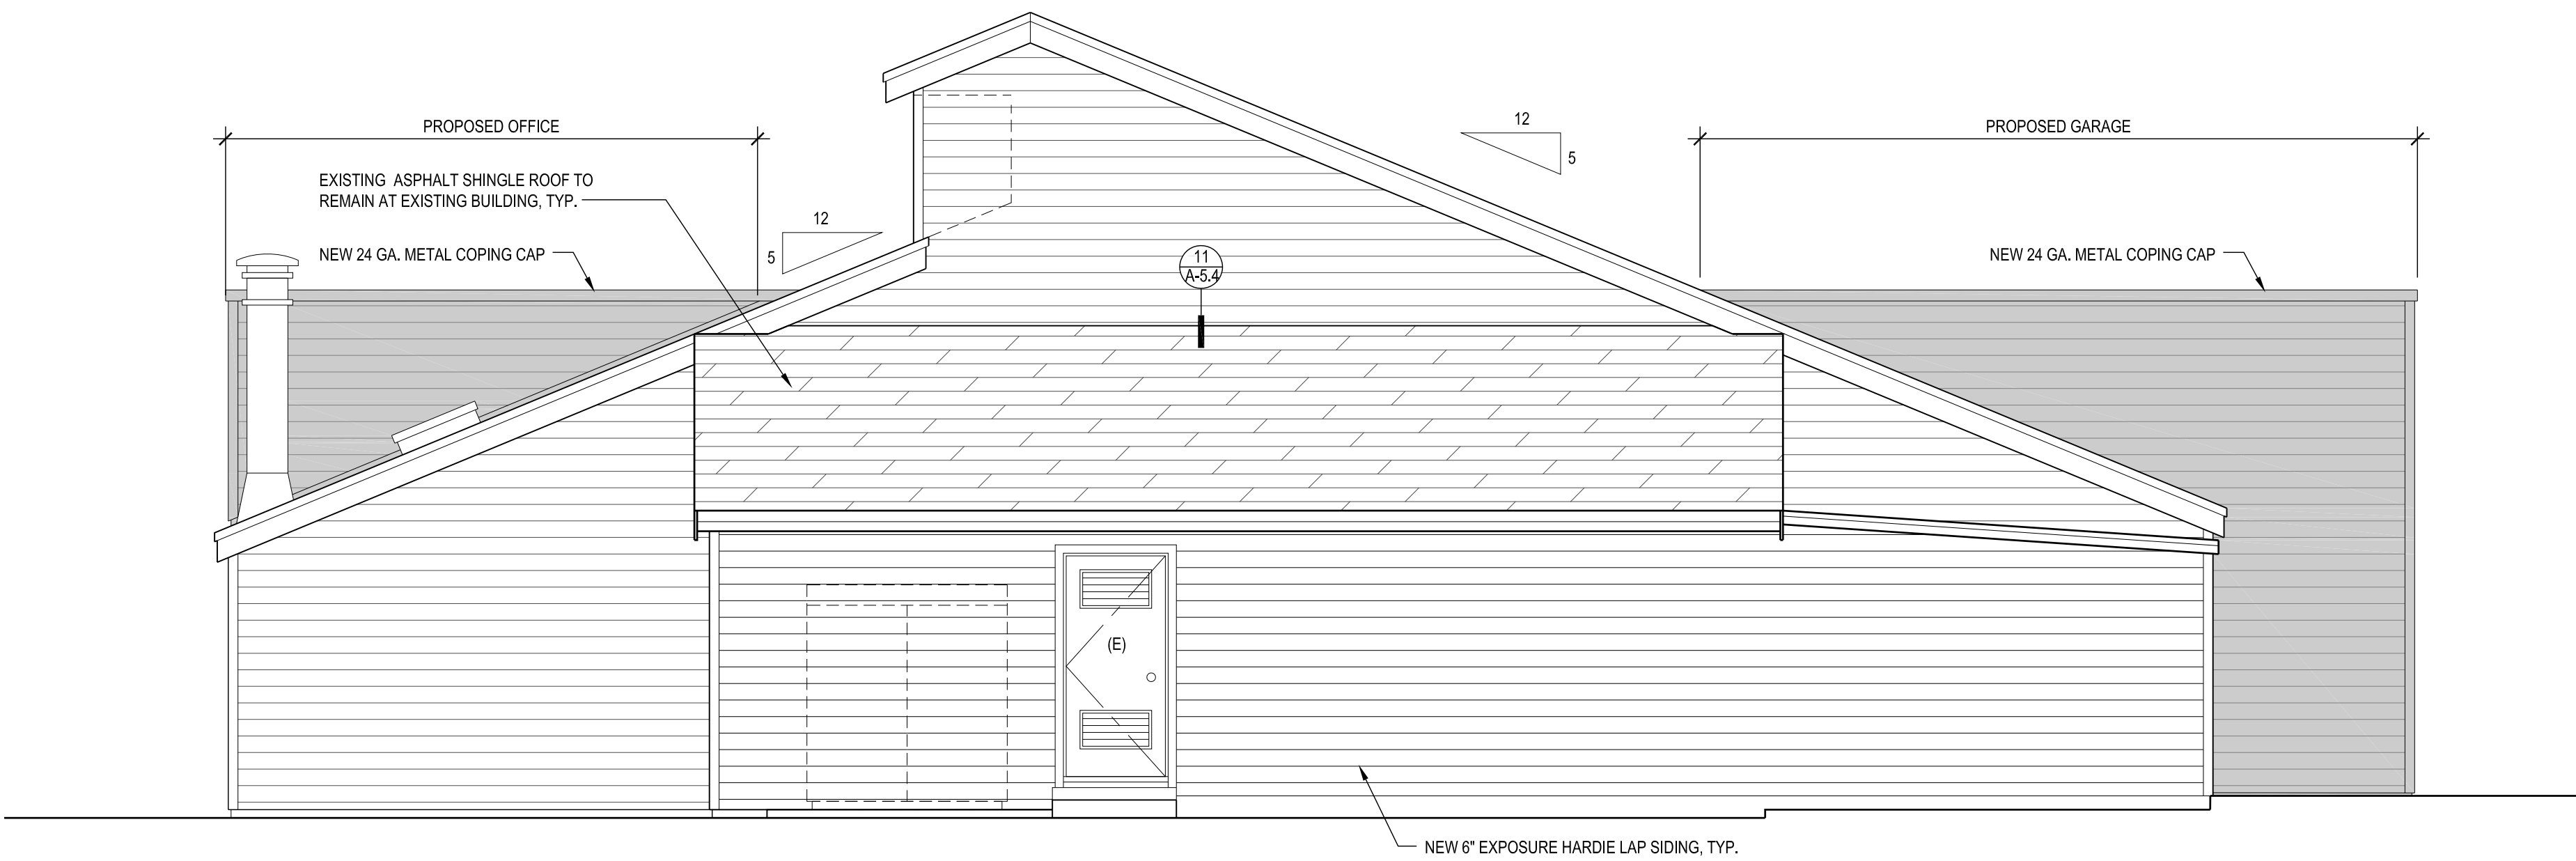 PROPOSED OFFICE
12
5
PROPOSED GARAGE
EXISTING ASPHALT SHINGLE ROOF TO
REMAIN AT EXISTING BUILDING, TYP.
12
5
NEW 24 GA. METAL COPING CAP
11
A-5.4
NEW 24 GA. METAL COPING CAP
(E)
NEW 6" EXPOSURE HARDIE LAP SIDING, TYP.